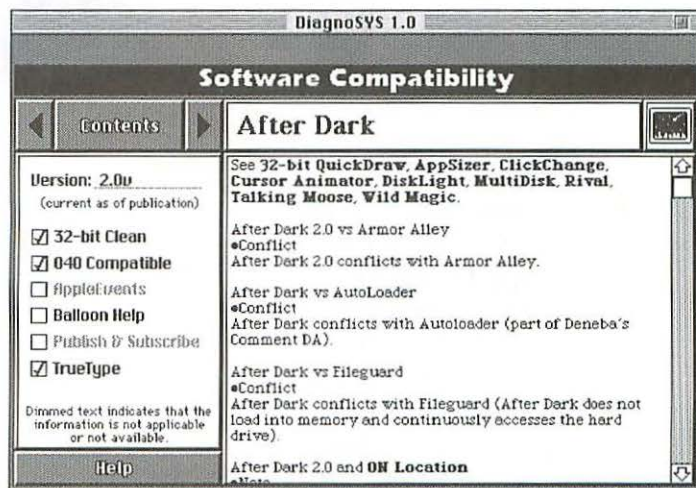 DiagnoSYS 1.0
Software Compatibility
Contents
After Dark
Version: 2.0u
(current as of publication)
32-bit Clean
040 Compatible
AppleEvents
Balloon Help
Publish & Subscribe
TrueType
Dimmed text indicates that the
information is not applicable
or not available.
Help
See 32-bit QuickDraw, AppSizer, ClickChange,
Cursor Animator, DiskLight, MultiDisk, Rival,
Talking Moose, Wild Magic.
After Dark 2.0 vs Armor Alley
•Conflict
After Dark 2.0 conflicts with Armor Alley.
After Dark vs AutoLoader
•Conflict
After Dark conflicts with Autoloader (part of Deneba's
Comment DA).
After Dark vs Fileguard
•Conflict
After Dark conflicts with Fileguard (After Dark does not
load into memory and continuously accesses the hard
drive).
After Dark 2.0 and ON Location
•Note